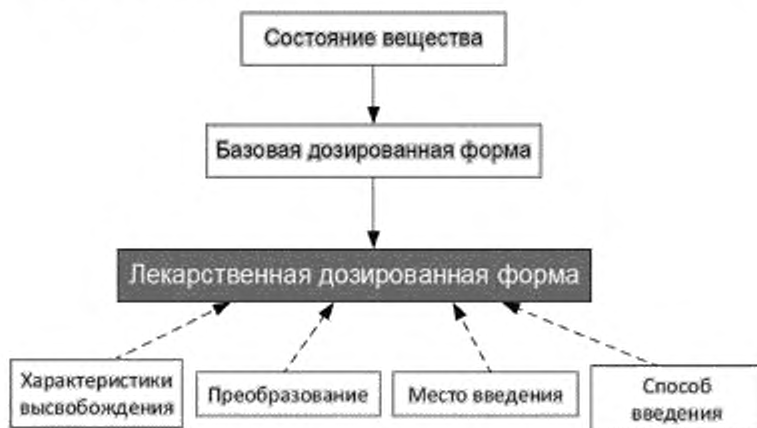 Состояние вещества
Базовая дозированная форма
Лекарственная дозированная форма
Характеристики
высвобождения
Преобразование
Место введения
Способ
введения